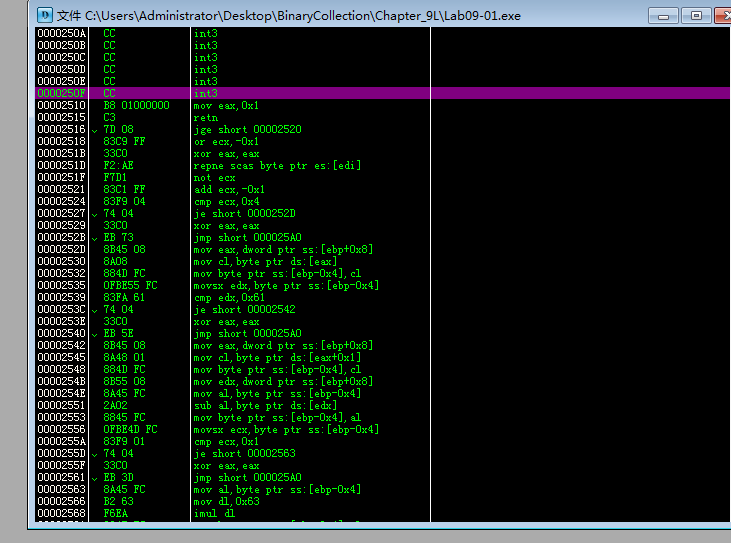 D 文件 C:\Users\Administrator\Desktop\BinaryCollection\Chapter_9L\Lab09-01.exe
0000250A CC int3
0000250B CC int3
0000250C CC int3
0000250D CC int3
0000250E CC int3
0000250F CC int3
00002510 B8 01000000 mov eax,0x1
00002515 C3 retn
00002516 7D 08 jge short 00002520
00002518 83C9 FF or ecx,-0x1
0000251B 33C0 xor eax,eax
0000251D F2:AE repne scas byte ptr es:[edi]
0000251F F7D1 not ecx
00002521 83C1 FF add ecx,-0x1
00002524 83F9 04 cmp ecx,0x4
00002527 74 04 je short 0000252D
00002529 33C0 xor eax,eax
0000252B EB 73 jmp short 000025A0
0000252D 8B45 08 mov eax,dword ptr ss:[ebp+0x8]
00002530 8A08 mov cl,byte ptr ds:[eax]
00002532 884D FC mov byte ptr ss:[ebp-0x4],cl
00002535 0FBE55 FC movsx edx,byte ptr ss:[ebp-0x4]
00002539 83FA 61 cmp edx,0x61
0000253C 74 04 je short 00002542
0000253E 33C0 xor eax,eax
00002540 EB 5E jmp short 000025A0
00002542 8B45 08 mov eax,dword ptr ss:[ebp+0x8]
00002545 8A48 01 mov cl,byte ptr ds:[eax+0x1]
00002548 884D FC mov byte ptr ss:[ebp-0x4],cl
0000254B 8B55 08 mov edx,dword ptr ss:[ebp+0x8]
0000254E 8A45 FC mov al,byte ptr ss:[ebp-0x4]
00002551 2A02 sub al,byte ptr ds:[edx]
00002553 8845 FC mov byte ptr ss:[ebp-0x4],al
00002556 0FBE4D FC movsx ecx,byte ptr ss:[ebp-0x4]
0000255A 83F9 01 cmp ecx,0x1
0000255D 74 04 je short 00002563
0000255F 33C0 xor eax,eax
00002561 EB 3D jmp short 000025A0
00002563 8A45 FC mov al,byte ptr ss:[ebp-0x4]
00002566 B2 63 mov dl,0x63
00002568 F6EA imul dl